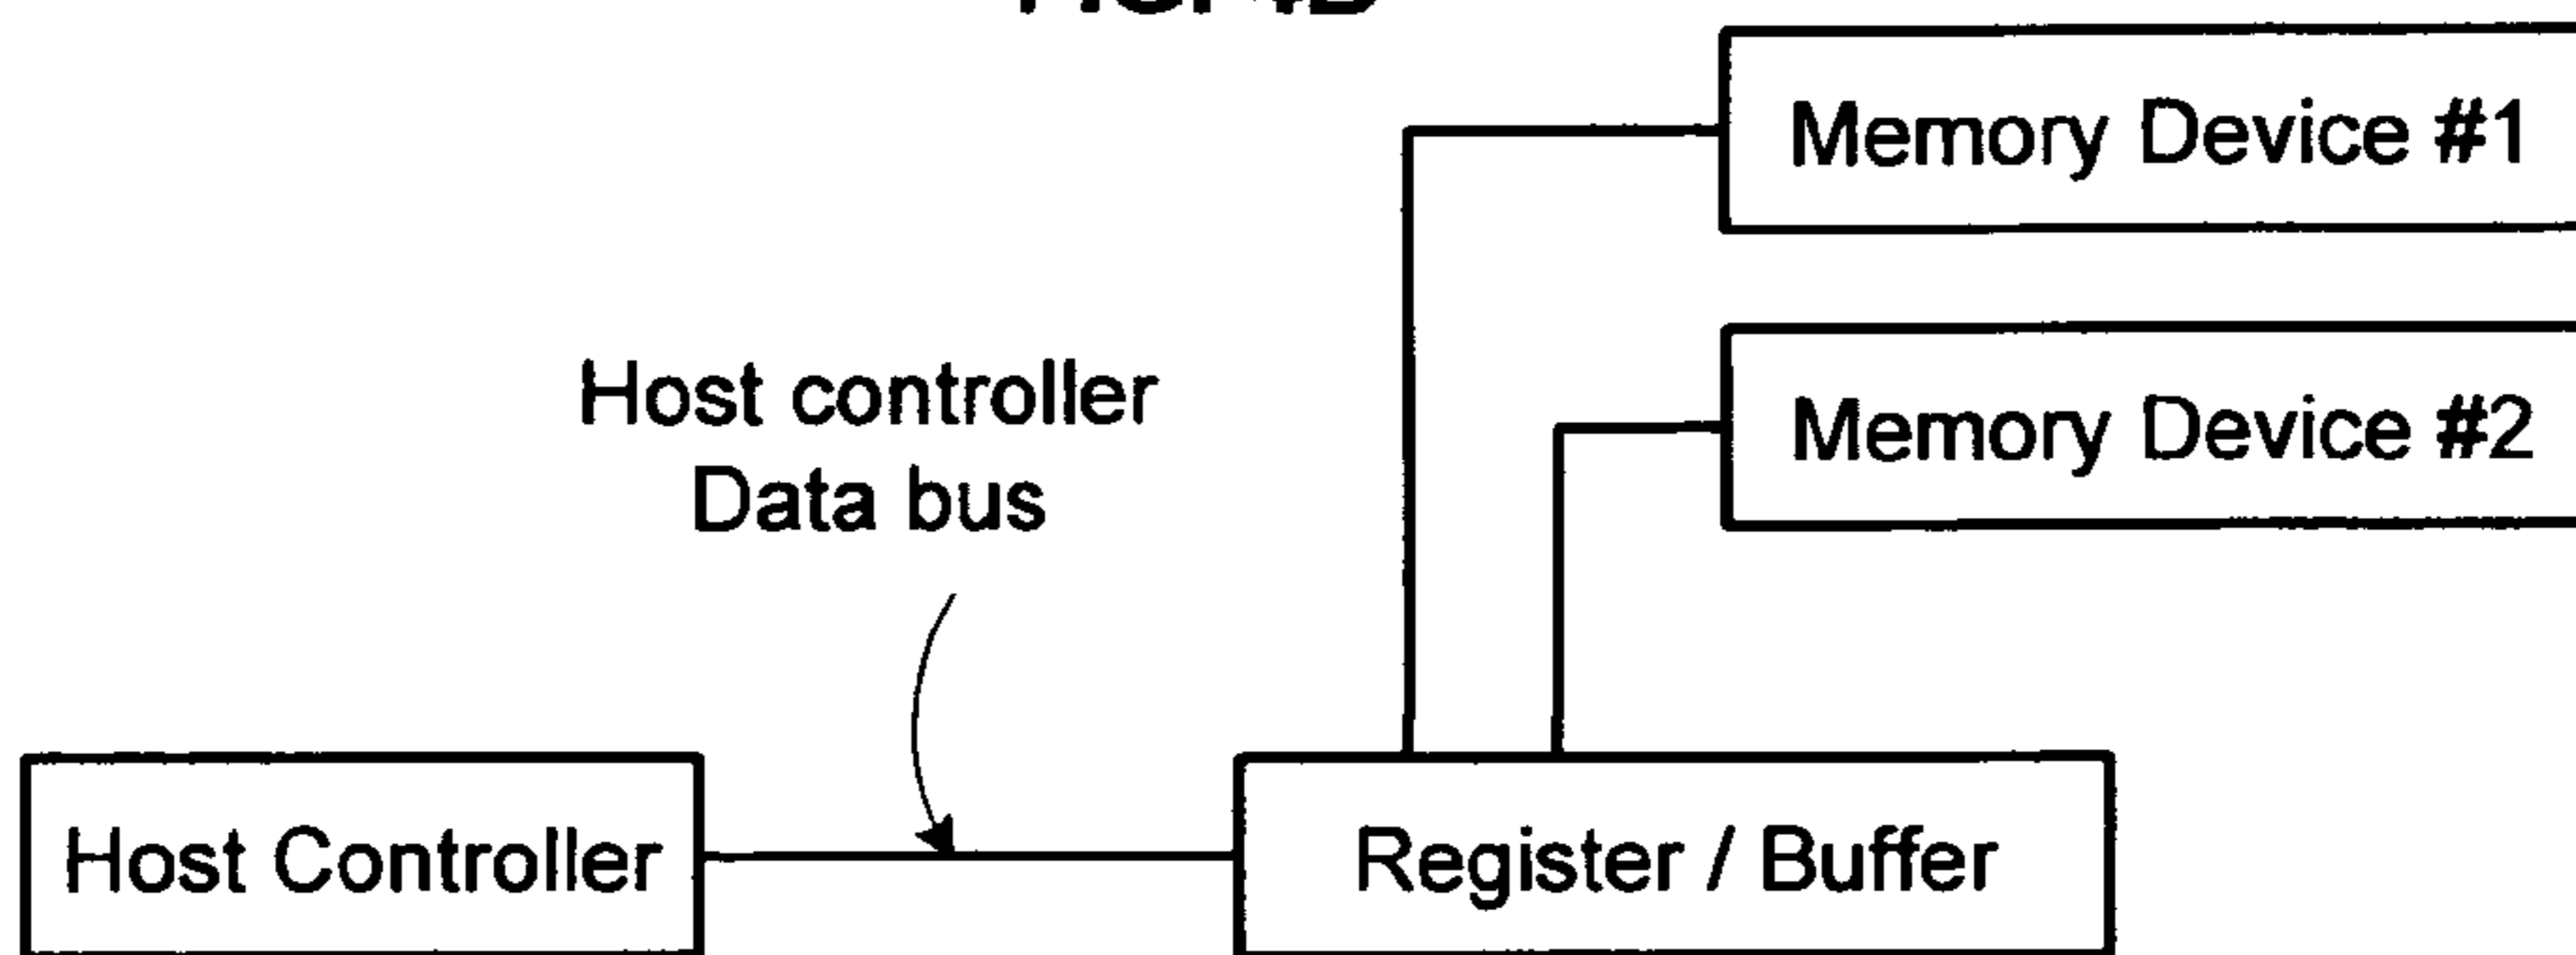 Memory Device #1
Host controller
Data bus
Memory Device #2
Host Controller
Register / Buffer